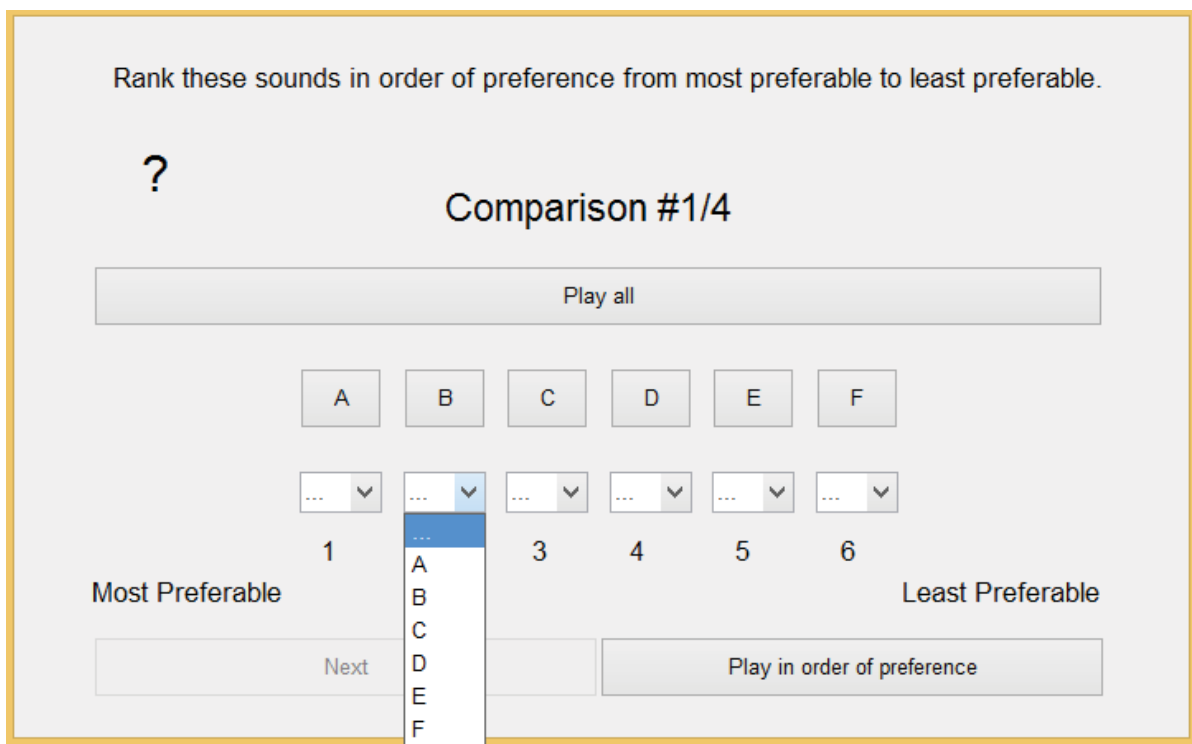 Rank these sounds in order of preference from most preferable to least preferable.
?
Comparison #1/4
Play all
A B C D E F
... ... ... ... ... ...
...
1 3 4 5 6
A
Most Preferable Least Preferable
B
C
D
Next Play in order of preference
E
F